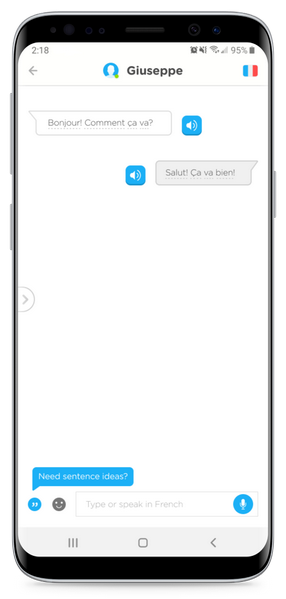 2:18
95%
Giuseppe
Bonjour! Comment ça va?
Salut! Ça va bien!
Need sentence ideas?
Type or speak in French